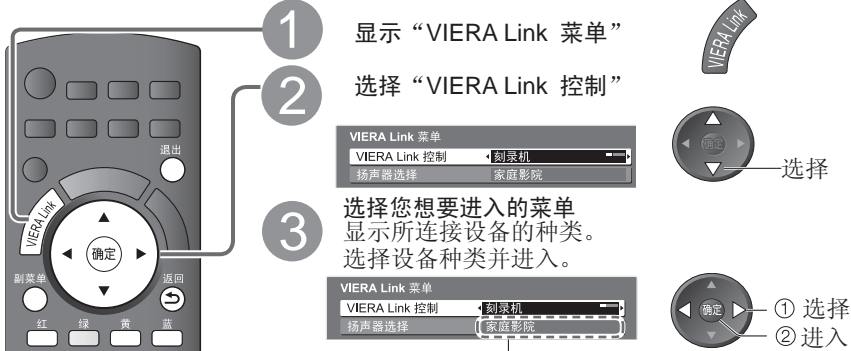 1
显示“VIERA Link 菜单”
VIERA Link
2
选择“VIERA Link 控制”
VIERA Link 菜单
VIERA Link 控制 刻录机
扬声器选择 家庭影院
确定
选择
3
选择您想要进入的菜单
显示所连接设备的种类。
选择设备种类并进入。
VIERA Link 菜单
VIERA Link 控制 刻录机
扬声器选择 家庭影院
确定
① 选择
② 进入
退出
VIERA Link
确定
副菜单
返回
红 绿 黄 蓝